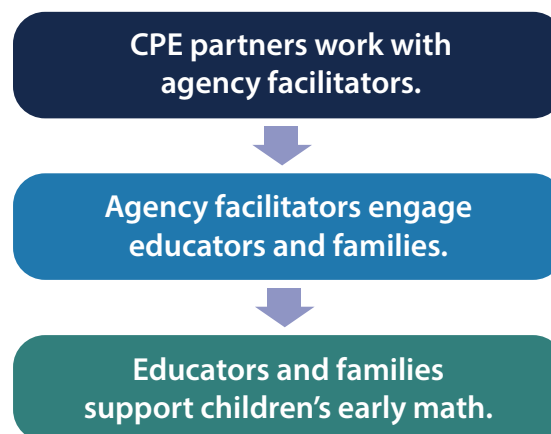 CPE partners work with
agency facilitators.
Agency facilitators engage
educators and families.
Educators and families
support children’s early math.